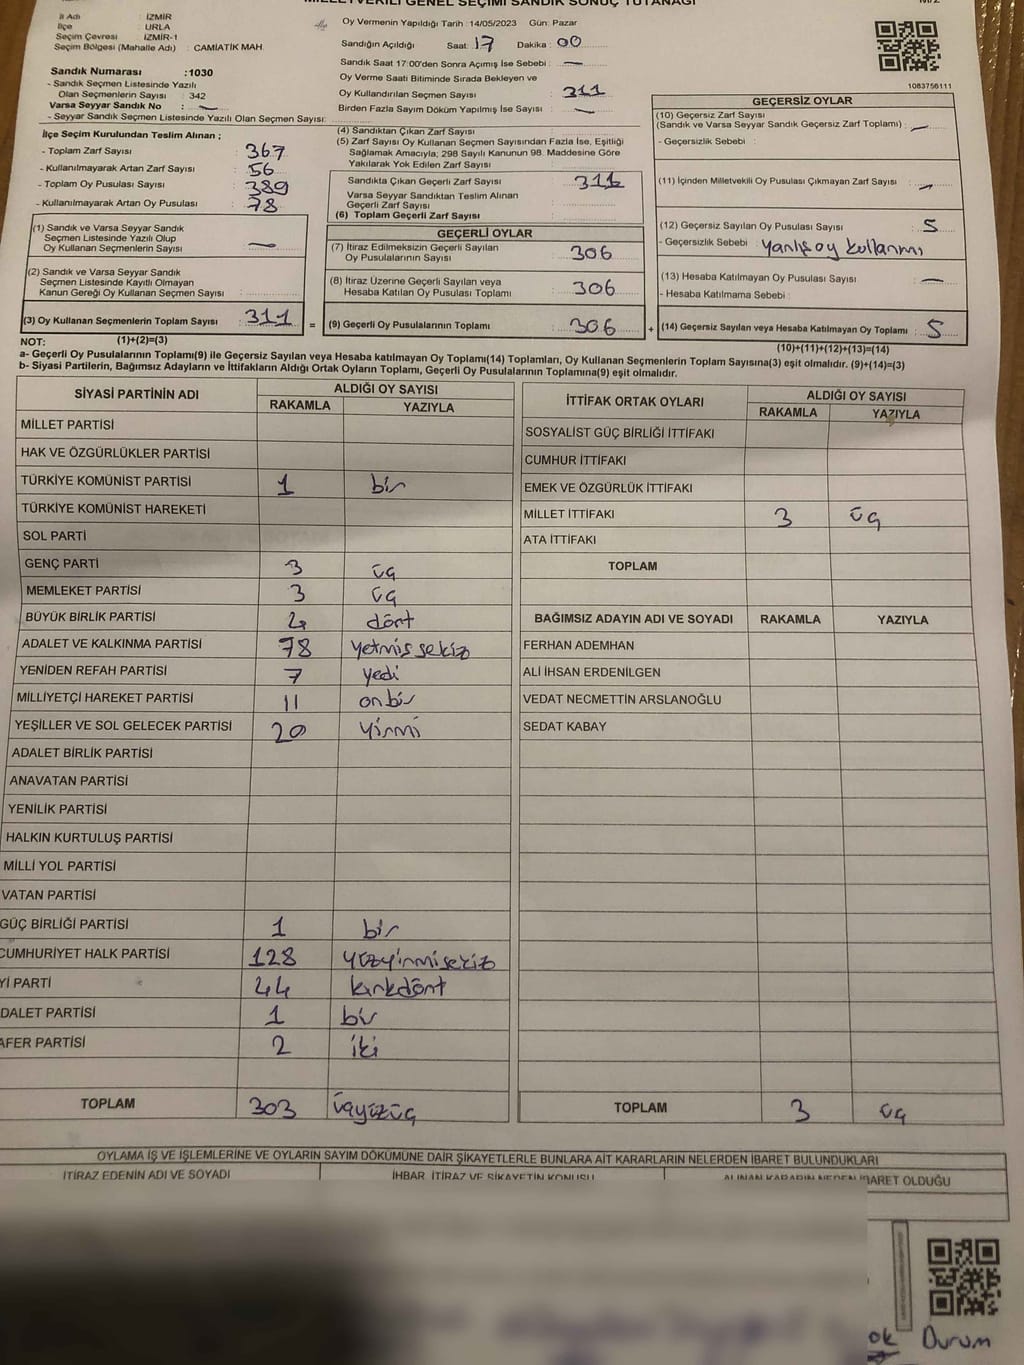 MİLLETVEKİLİ GENEL SEÇİMİ SANDIK SONUÇ TUTANAĞI
İl Adı : İZMİR
İlçe : URLA
Seçim Çevresi : İZMİR-1
Seçim Bölgesi (Mahalle Adı) : CAMİATİK MAH.
Sandık Numarası :1030
- Sandık Seçmen Listesinde Yazılı
Olan Seçmenlerin Sayısı : 342
Varsa Seyyar Sandık No : —
- Seyyar Sandık Seçmen Listesinde Yazılı Olan Seçmen Sayısı:
Oy Vermenin Yapıldığı Tarih : 14/05/2023 Gün: Pazar
Sandığın Açıldığı Saat: 17 Dakika: 00
Sandık Saat 17:00'den Sonra Açımış İse Sebebi : —
Oy Verme Saati Bitiminde Sırada Bekleyen ve
Oy Kullandırılan Seçmen Sayısı : 311
Birden Fazla Sayım Döküm Yapılmış İse Sayısı : —
1083756111
İlçe Seçim Kurulundan Teslim Alınan ;
- Toplam Zarf Sayısı : 367
- Kullanılmayarak Artan Zarf Sayısı : 56
- Toplam Oy Pusulası Sayısı : 389
- Kullanılmayarak Artan Oy Pusulası : 78
(1) Sandık ve Varsa Seyyar Sandık
Seçmen Listesinde Yazılı Olup
Oy Kullanan Seçmenlerin Sayısı : —
(2) Sandık ve Varsa Seyyar Sandık
Seçmen Listesinde Kayıtlı Olmayan
Kanun Gereği Oy Kullanan Seçmen Sayısı :
(3) Oy Kullanan Seçmenlerin Toplam Sayısı : 311
(4) Sandıktan Çıkan Zarf Sayısı :
(5) Zarf Sayısı Oy Kullanan Seçmen Sayısından Fazla İse, Eşitliği
Sağlamak Amacıyla; 298 Sayılı Kanunun 98. Maddesine Göre
Yakılarak Yok Edilen Zarf Sayısı :
Sandıkta Çıkan Geçerli Zarf Sayısı : 311
Varsa Seyyar Sandıktan Teslim Alınan
Geçerli Zarf Sayısı :
(6) Toplam Geçerli Zarf Sayısı :
GEÇERLİ OYLAR
(7) İtiraz Edilmeksizin Geçerli Sayılan
Oy Pusulalarının Sayısı : 306
(8) İtiraz Üzerine Geçerli Sayılan veya
Hesaba Katılan Oy Pusulası Toplamı : 306
= (9) Geçerli Oy Pusulalarının Toplamı : 306
GEÇERSİZ OYLAR
(10) Geçersiz Zarf Sayısı
(Sandık ve Varsa Seyyar Sandık Geçersiz Zarf Toplamı) : —
- Geçersizlik Sebebi :
(11) İçinden Milletvekili Oy Pusulası Çıkmayan Zarf Sayısı : —
(12) Geçersiz Sayılan Oy Pusulası Sayısı : 5
- Geçersizlik Sebebi : Yanlış oy kullanımı
(13) Hesaba Katılmayan Oy Pusulası Sayısı : —
- Hesaba Katılmama Sebebi :
+ (14) Geçersiz Sayılan veya Hesaba Katılmayan Oy Toplamı : 5
NOT: (1)+(2)=(3)
(10)+(11)+(12)+(13)=(14)
a- Geçerli Oy Pusulalarının Toplamı(9) ile Geçersiz Sayılan veya Hesaba katılmayan Oy Toplamı(14) Toplamları, Oy Kullanan Seçmenlerin Toplam Sayısına(3) eşit olmalıdır. (9)+(14)=(3)
b- Siyasi Partilerin, Bağımsız Adayların ve İttifakların Aldığı Ortak Oyların Toplamı, Geçerli Oy Pusulalarının Toplamına(9) eşit olmalıdır.
SİYASİ PARTİNİN ADI ALDIĞI OY SAYISI
RAKAMLA YAZIYLA
MİLLET PARTİSİ
HAK VE ÖZGÜRLÜKLER PARTİSİ
TÜRKİYE KOMÜNİST PARTİSİ 1 bir
TÜRKİYE KOMÜNİST HAREKETİ
SOL PARTİ
GENÇ PARTİ 3 üç
MEMLEKET PARTİSİ 3 üç
BÜYÜK BİRLİK PARTİSİ 4 dört
ADALET VE KALKINMA PARTİSİ 78 yetmiş sekiz
YENİDEN REFAH PARTİSİ 7 yedi
MİLLİYETÇİ HAREKET PARTİSİ 11 onbir
YEŞİLLER VE SOL GELECEK PARTİSİ 20 yirmi
ADALET BİRLİK PARTİSİ
ANAVATAN PARTİSİ
YENİLİK PARTİSİ
HALKIN KURTULUŞ PARTİSİ
MİLLİ YOL PARTİSİ
VATAN PARTİSİ
GÜÇ BİRLİĞİ PARTİSİ 1 bir
CUMHURİYET HALK PARTİSİ 128 yüzyirmisekiz
Yİ PARTİ 44 kırkdört
DALET PARTİSİ 1 bir
AFER PARTİSİ 2 iki
TOPLAM 303 üçyüzüç
İTTİFAK ORTAK OYLARI ALDIĞI OY SAYISI
RAKAMLA YAZIYLA
SOSYALİST GÜÇ BİRLİĞİ İTTİFAKI
CUMHUR İTTİFAKI
EMEK VE ÖZGÜRLÜK İTTİFAKI
MİLLET İTTİFAKI 3 üç
ATA İTTİFAKI
TOPLAM
BAĞIMSIZ ADAYIN ADI VE SOYADI RAKAMLA YAZIYLA
FERHAN ADEMHAN
ALİ İHSAN ERDENİLGEN
VEDAT NECMETTİN ARSLANOĞLU
SEDAT KABAY
TOPLAM 3 üç
OYLAMA İŞ VE İŞLEMLERİNE VE OYLARIN SAYIM DÖKÜMÜNE DAİR ŞİKAYETLERLE BUNLARA AİT KARARLARIN NELERDEN İBARET BULUNDUKLARI
İTİRAZ EDENİN ADI VE SOYADI İHBAR, İTİRAZ VE ŞİKAYETİN KONUSU ALINAN KARARIN NEDEN İBARET OLDUĞU
ok Durum